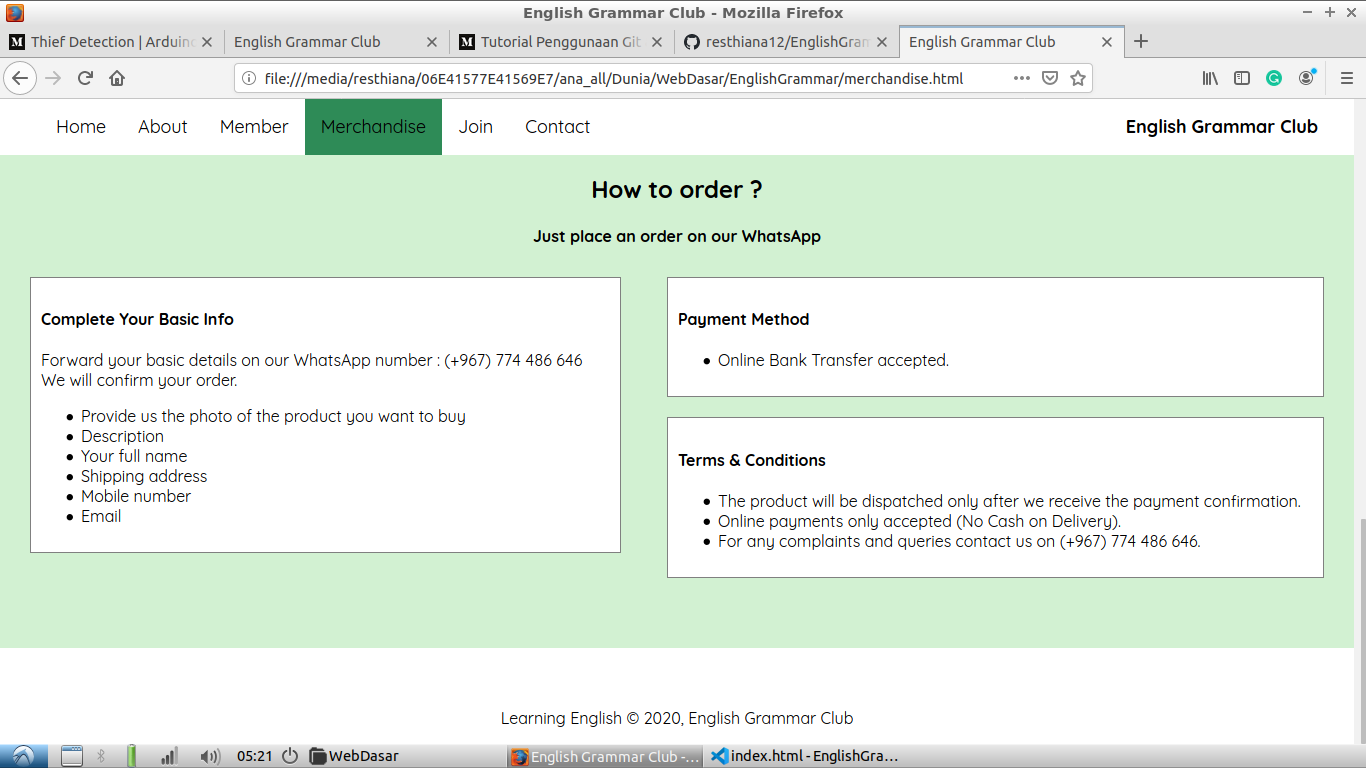 English Grammar Club - Mozilla Firefox
Thief Detection | Arduin
English Grammar Club
Tutorial Penggunaan Git
resthiana12/EnglishGram
English Grammar Club
file:///media/resthiana/06E41577E41569E7/ana_all/Dunia/WebDasar/EnglishGrammar/merchandise.html
Home About Member Merchandise Join Contact English Grammar Club
How to order ?
Just place an order on our WhatsApp
Complete Your Basic Info
Forward your basic details on our WhatsApp number : (+967) 774 486 646
We will confirm your order.
• Provide us the photo of the product you want to buy
• Description
• Your full name
• Shipping address
• Mobile number
• Email
Payment Method
• Online Bank Transfer accepted.
Terms & Conditions
• The product will be dispatched only after we receive the payment confirmation.
• Online payments only accepted (No Cash on Delivery).
• For any complaints and queries contact us on (+967) 774 486 646.
Learning English © 2020, English Grammar Club
05:21 WebDasar English Grammar Club -... index.html - EnglishGra...